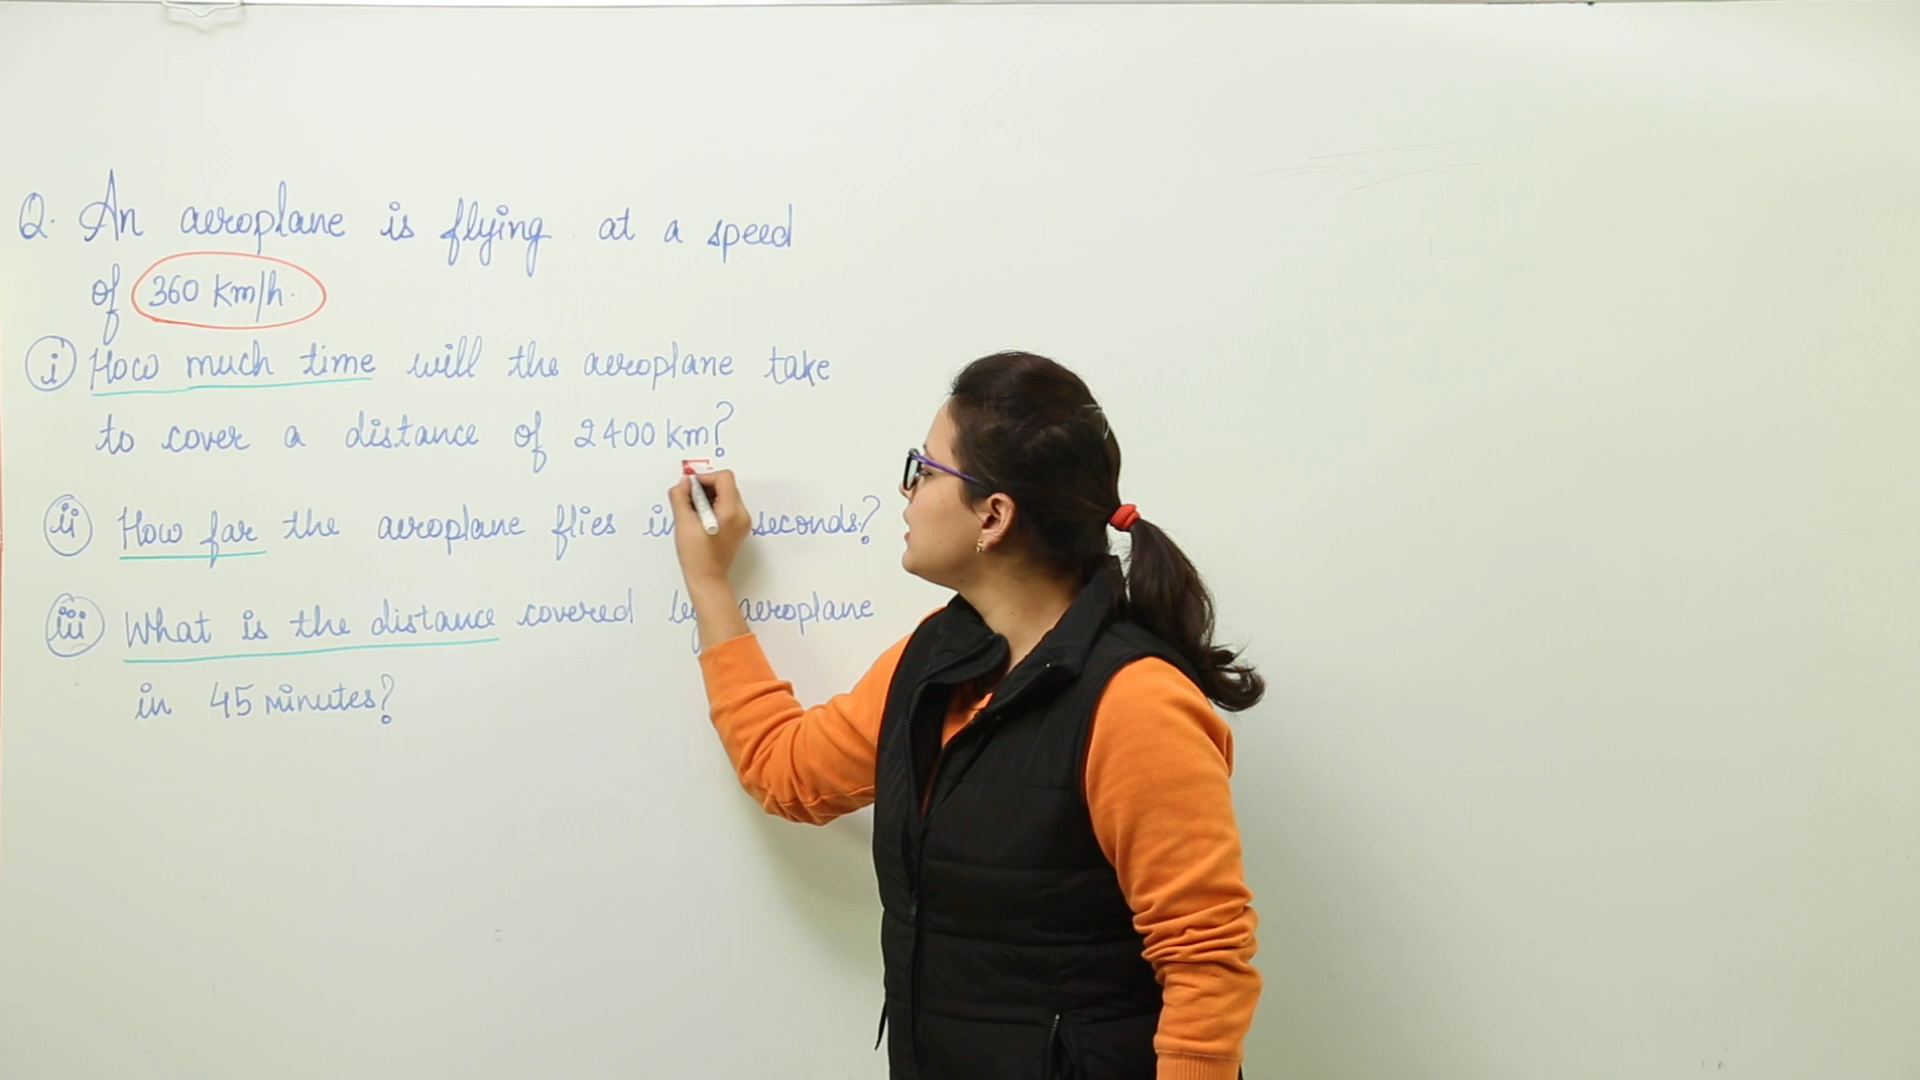 Q. An aeroplane is flying at a speed
of 360 km/h.
i How much time will the aeroplane take
to cover a distance of 2400 km?
ii How far the aeroplane flies in seconds?
iii What is the distance covered by aeroplane
in 45 minutes?